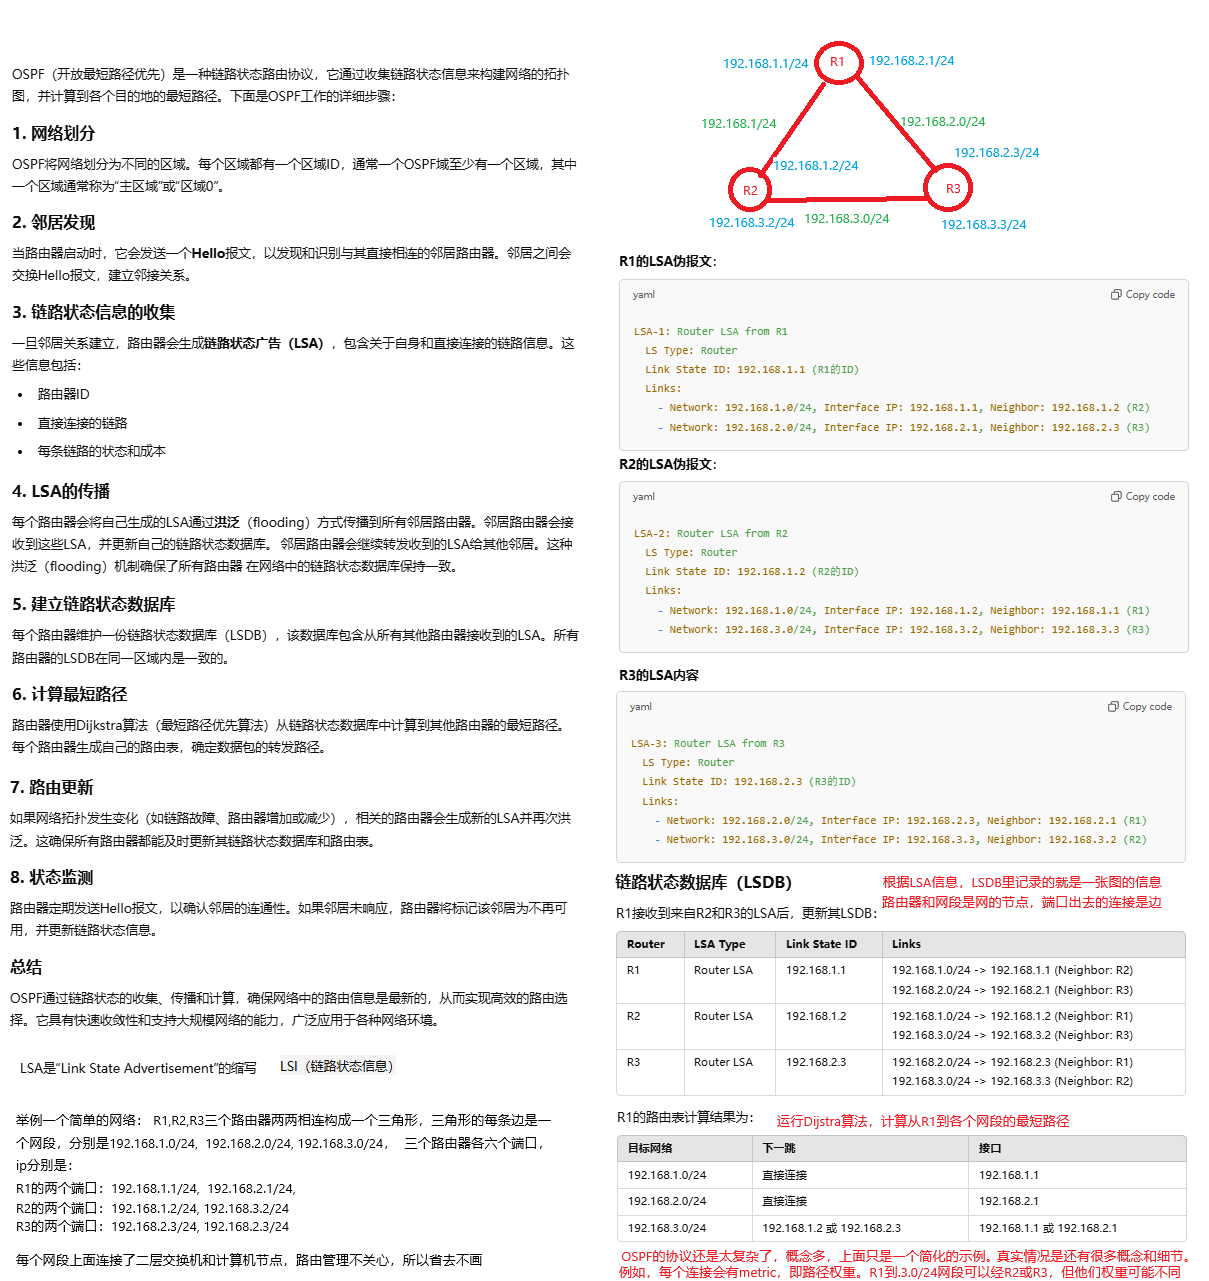 OSPF（开放最短路径优先）是一种链路状态路由协议，它通过收集链路状态信息来构建网络的拓扑
图，并计算到各个目的地的最短路径。下面是OSPF工作的详细步骤：
1. 网络划分
OSPF将网络划分为不同的区域。每个区域都有一个区域ID，通常一个OSPF域至少有一个区域，其中
一个区域通常称为“主区域”或“区域0”。
2. 邻居发现
当路由器启动时，它会发送一个Hello报文，以发现和识别与其直接相连的邻居路由器。邻居之间会
交换Hello报文，建立邻接关系。
3. 链路状态信息的收集
一旦邻居关系建立，路由器会生成链路状态广告（LSA），包含关于自身和直接连接的链路信息。这
些信息包括：
• 路由器ID
• 直接连接的链路
• 每条链路的状态和成本
4. LSA的传播
每个路由器会将自己生成的LSA通过洪泛（flooding）方式传播到所有邻居路由器。邻居路由器会接
收到这些LSA，并更新自己的链路状态数据库。 邻居路由器会继续转发收到的LSA给其他邻居。这种
洪泛（flooding）机制确保了所有路由器 在网络中的链路状态数据库保持一致。
5. 建立链路状态数据库
每个路由器维护一份链路状态数据库（LSDB），该数据库包含从所有其他路由器接收到的LSA。所有
路由器的LSDB在同一区域内是一致的。
6. 计算最短路径
路由器使用Dijkstra算法（最短路径优先算法）从链路状态数据库中计算到其他路由器的最短路径。
每个路由器生成自己的路由表，确定数据包的转发路径。
7. 路由更新
如果网络拓扑发生变化（如链路故障、路由器增加或减少），相关的路由器会生成新的LSA并再次洪
泛。这确保所有路由器都能及时更新其链路状态数据库和路由表。
8. 状态监测
路由器定期发送Hello报文，以确认邻居的连通性。如果邻居未响应，路由器将标记该邻居为不再可
用，并更新链路状态信息。
总结
OSPF通过链路状态的收集、传播和计算，确保网络中的路由信息是最新的，从而实现高效的路由选
择。它具有快速收敛性和支持大规模网络的能力，广泛应用于各种网络环境。
LSA是“Link State Advertisement”的缩写 LSI（链路状态信息）
举例一个简单的网络： R1,R2,R3三个路由器两两相连构成一个三角形，三角形的每条边是一
个网段，分别是192.168.1.0/24, 192.168.2.0/24, 192.168.3.0/24， 三个路由器各六个端口，
ip分别是：
R1的两个端口：192.168.1.1/24, 192.168.2.1/24,
R2的两个端口：192.168.1.2/24, 192.168.3.2/24
R3的两个端口：192.168.2.3/24, 192.168.2.3/24
每个网段上面连接了二层交换机和计算机节点，路由管理不关心，所以省去不画
192.168.1.1/24 R1 192.168.2.1/24
192.168.1/24 192.168.2.0/24
192.168.1.2/24 192.168.2.3/24
R2 R3
192.168.3.2/24 192.168.3.0/24 192.168.3.3/24
R1的LSA伪报文：
yaml Copy code
LSA-1: Router LSA from R1
LS Type: Router
Link State ID: 192.168.1.1 (R1的ID)
Links:
- Network: 192.168.1.0/24, Interface IP: 192.168.1.1, Neighbor: 192.168.1.2 (R2)
- Network: 192.168.2.0/24, Interface IP: 192.168.2.1, Neighbor: 192.168.2.3 (R3)
R2的LSA伪报文：
yaml Copy code
LSA-2: Router LSA from R2
LS Type: Router
Link State ID: 192.168.1.2 (R2的ID)
Links:
- Network: 192.168.1.0/24, Interface IP: 192.168.1.2, Neighbor: 192.168.1.1 (R1)
- Network: 192.168.3.0/24, Interface IP: 192.168.3.2, Neighbor: 192.168.3.3 (R3)
R3的LSA内容
yaml Copy code
LSA-3: Router LSA from R3
LS Type: Router
Link State ID: 192.168.2.3 (R3的ID)
Links:
- Network: 192.168.2.0/24, Interface IP: 192.168.2.3, Neighbor: 192.168.2.1 (R1)
- Network: 192.168.3.0/24, Interface IP: 192.168.3.3, Neighbor: 192.168.3.2 (R2)
链路状态数据库（LSDB）
根据LSA信息，LSDB里记录的就是一张图的信息
路由器和网段是网的节点，端口出去的连接是边
R1接收到来自R2和R3的LSA后，更新其LSDB：
Router LSA Type Link State ID Links
R1 Router LSA 192.168.1.1 192.168.1.0/24 -> 192.168.1.1 (Neighbor: R2)
192.168.2.0/24 -> 192.168.2.1 (Neighbor: R3)
R2 Router LSA 192.168.1.2 192.168.1.0/24 -> 192.168.1.2 (Neighbor: R1)
192.168.3.0/24 -> 192.168.3.2 (Neighbor: R3)
R3 Router LSA 192.168.2.3 192.168.2.0/24 -> 192.168.2.3 (Neighbor: R1)
192.168.3.0/24 -> 192.168.3.3 (Neighbor: R2)
R1的路由表计算结果为： 运行Dijstra算法，计算从R1到各个网段的最短路径
目标网络 下一跳 接口
192.168.1.0/24 直接连接 192.168.1.1
192.168.2.0/24 直接连接 192.168.2.1
192.168.3.0/24 192.168.1.2 或 192.168.2.3 192.168.1.1 或 192.168.2.1
OSPF的协议还是太复杂了，概念多，上面只是一个简化的示例。真实情况是还有很多概念和细节。
例如，每个连接会有metric，即路径权重。R1到.3.0/24网段可以经R2或R3，但他们权重可能不同